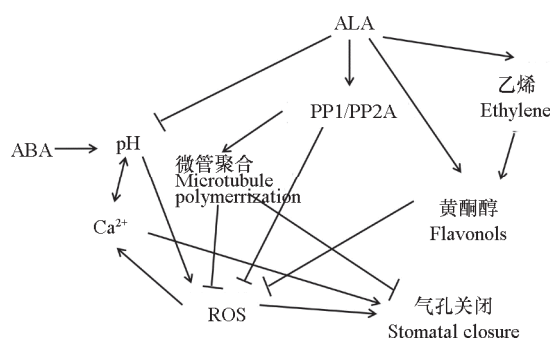 ALA
乙烯
Ethylene
PP1/PP2A
ABA
pH
微管聚合
Microtubule
polymerrization
黄酮醇
Flavonols
Ca²⁺
ROS
气孔关闭
Stomatal closure